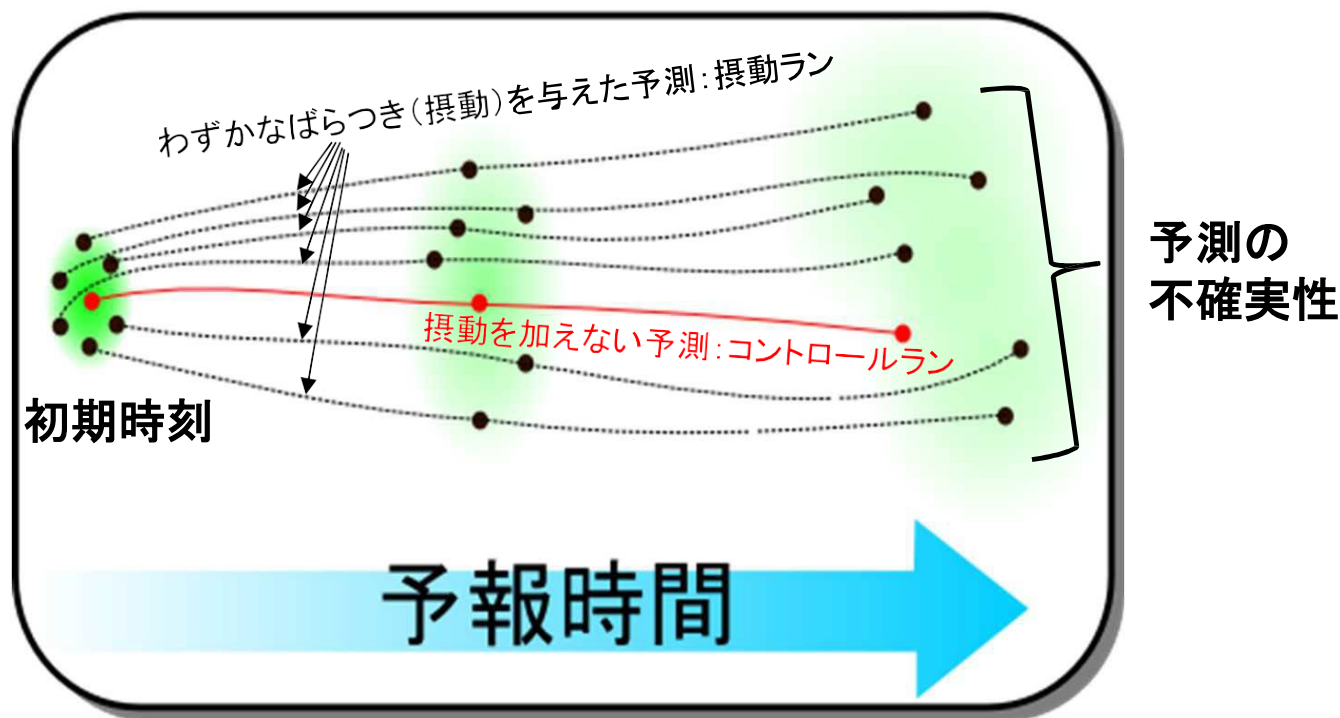 わずかなばらつき(摂動)を与えた予測:摂動ラン
摂動を加えない予測:コントロールラン
初期時刻
予測の
不確実性
予報時間